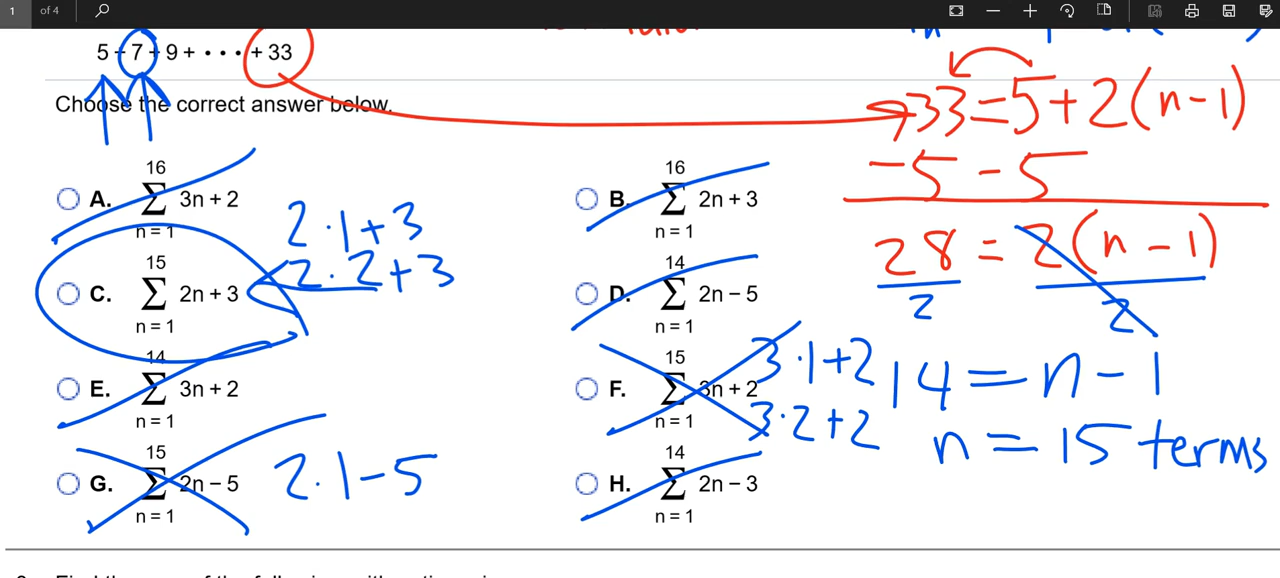 1 of 4
5 + 7 + 9 + • • • + 33
Choose the correct answer below.
33 = 5 + 2 ( n - 1 )
- 5 - 5
28 = 2 ( n - 1 )
2 2
14 = n - 1
n = 15 terms
A. 16 Σ 3n + 2 n = 1
B. 16 Σ 2n + 3 n = 1
2 · 1 + 3
2 · 2 + 3
C. 15 Σ 2n + 3 n = 1
D. 14 Σ 2n − 5 n = 1
E. 14 Σ 3n + 2 n = 1
F. 15 Σ 3n + 2 n = 1
3 · 1 + 2
3 · 2 + 2
G. 15 Σ 2n − 5 n = 1
2 · 1 - 5
H. 14 Σ 2n − 3 n = 1